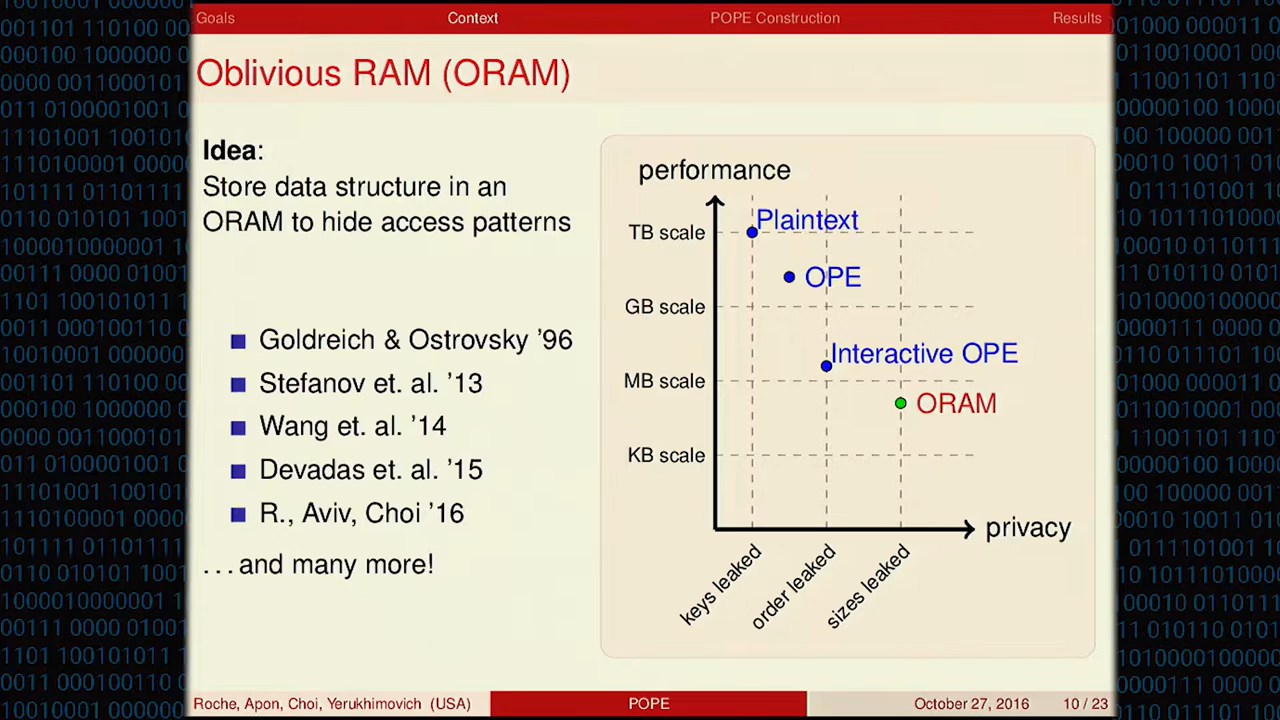 Goals Context POPE Construction Results
Oblivious RAM (ORAM)
Idea:
Store data structure in an
ORAM to hide access patterns
Goldreich & Ostrovsky '96
Stefanov et. al. '13
Wang et. al. '14
Devadas et. al. '15
R., Aviv, Choi '16
...and many more!
performance
TB scale
GB scale
MB scale
KB scale
Plaintext
OPE
Interactive OPE
ORAM
privacy
keys leaked
order leaked
sizes leaked
Roche, Apon, Choi, Yerukhimovich (USA) POPE October 27, 2016 10 / 23